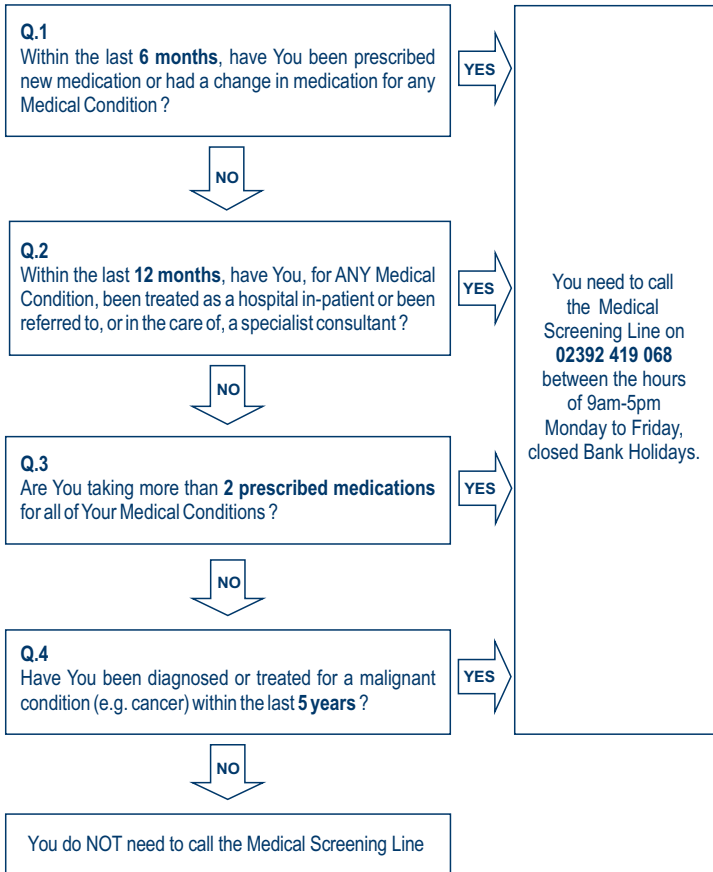 Q.1
Within the last 6 months, have You been prescribed
new medication or had a change in medication for any
Medical Condition ?
YES
NO
Q.2
Within the last 12 months, have You, for ANY Medical
Condition, been treated as a hospital in-patient or been
referred to, or in the care of, a specialist consultant ?
YES
NO
Q.3
Are You taking more than 2 prescribed medications
for all of Your Medical Conditions ?
YES
NO
Q.4
Have You been diagnosed or treated for a malignant
condition (e.g. cancer) within the last 5 years ?
YES
NO
You do NOT need to call the Medical Screening Line
You need to call
the Medical
Screening Line on
02392 419 068
between the hours
of 9am-5pm
Monday to Friday,
closed Bank Holidays.